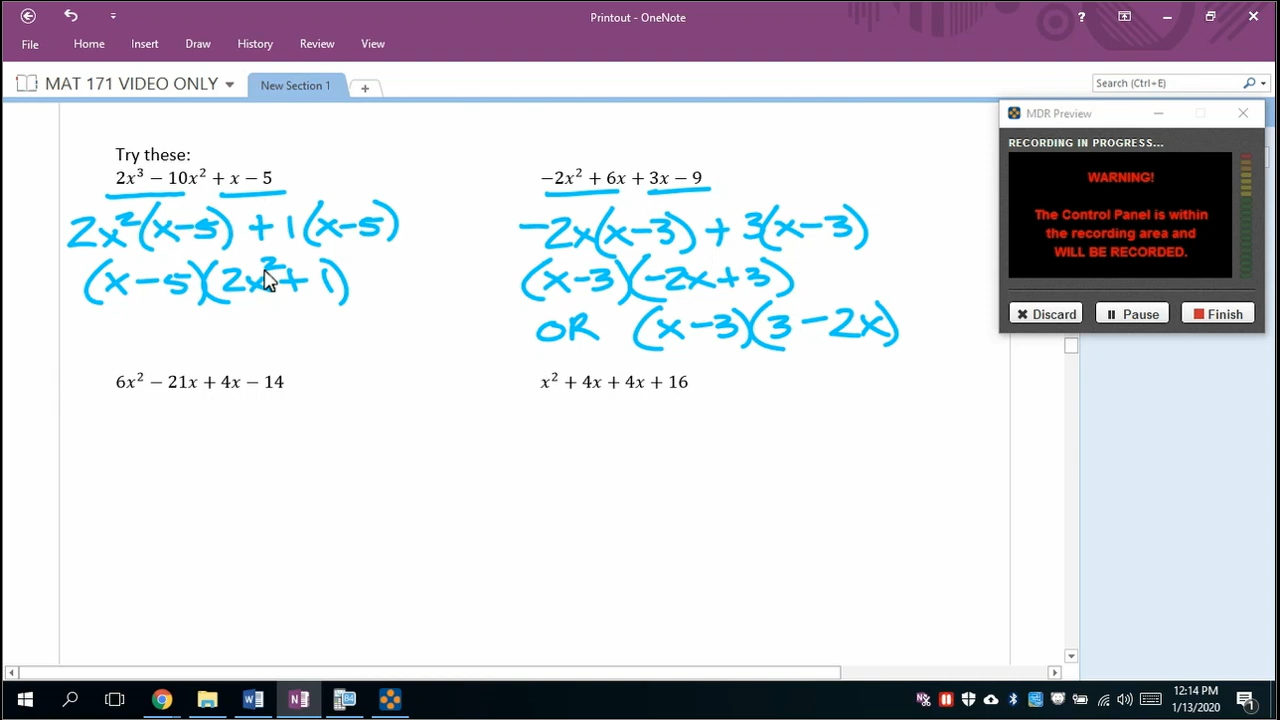 Printout - OneNote
?
File Home Insert Draw History Review View
MAT 171 VIDEO ONLY
New Section 1
+
Search (Ctrl+E)
MDR Preview
RECORDING IN PROGRESS...
WARNING!
The Control Panel is within
the recording area and
WILL BE RECORDED.
Discard Pause Finish
Try these:
2x³ − 10x² + x − 5
2x²(x−5) + 1(x−5)
(x−5)(2x²+1)
−2x² + 6x + 3x − 9
−2x(x−3) + 3(x−3)
(x−3)(−2x+3)
OR (x−3)(3−2x)
6x² − 21x + 4x − 14
x² + 4x + 4x + 16
12:14 PM
1/13/2020
1